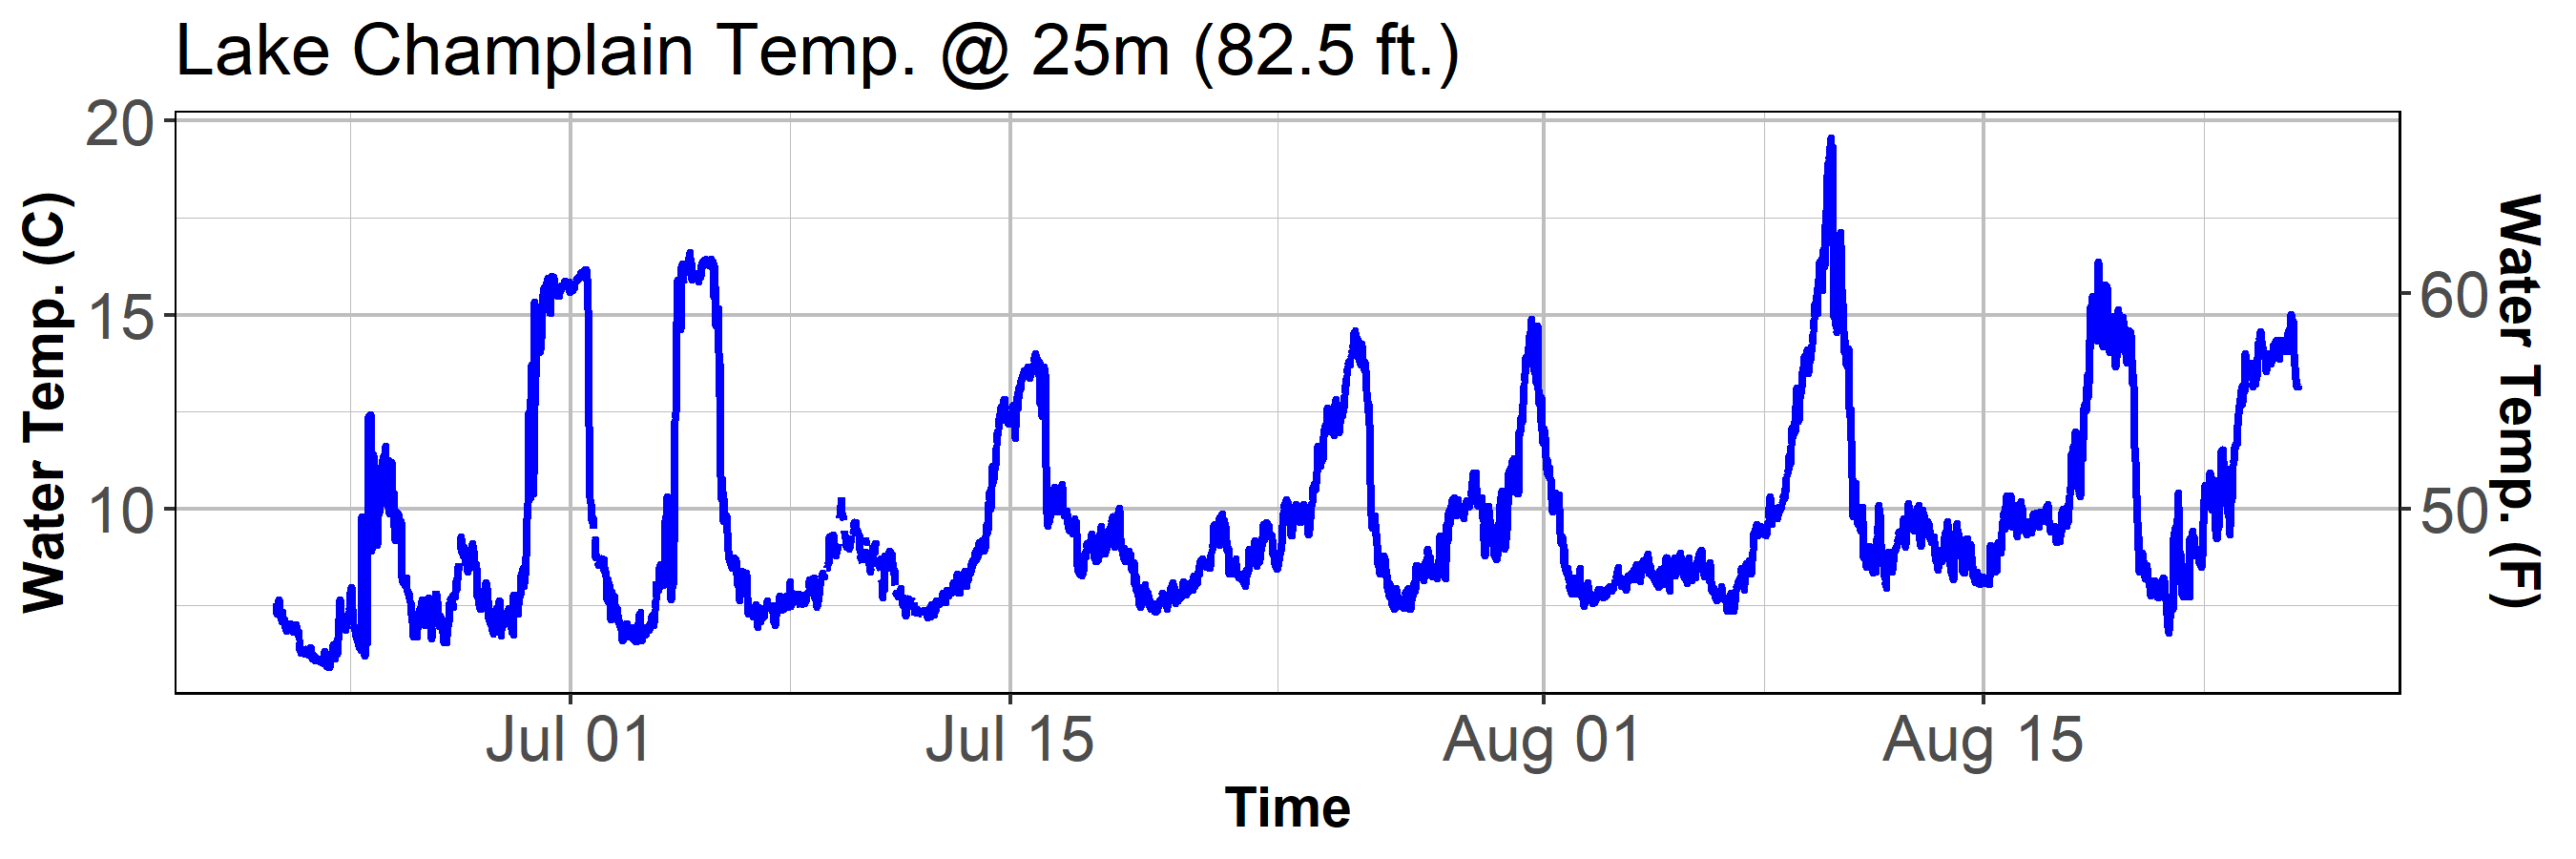 Lake Champlain Temp. @ 25m (82.5 ft.)
Water Temp. (C)
20
15
10
60
50
Water Temp. (F)
Jul 01
Jul 15
Aug 01
Aug 15
Time